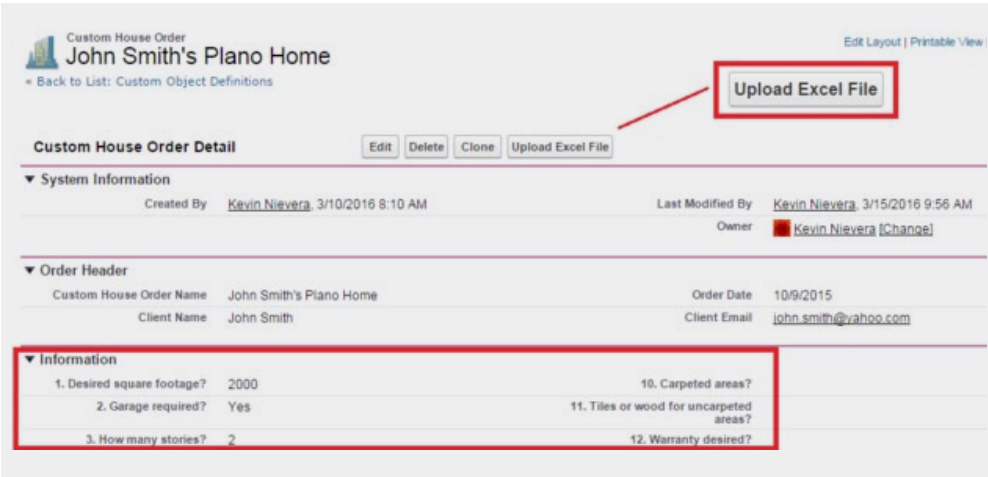 Custom House Order
John Smith's Plano Home
Edit Layout | Printable View
« Back to List: Custom Object Definitions
Upload Excel File
Custom House Order Detail
Edit Delete Clone Upload Excel File
▼ System Information
Created By Kevin Nievera, 3/10/2016 8:10 AM Last Modified By Kevin Nievera, 3/15/2016 9:56 AM
Owner Kevin Nievera [Change]
▼ Order Header
Custom House Order Name John Smith's Plano Home Order Date 10/9/2015
Client Name John Smith Client Email john.smith@yahoo.com
▼ Information
1. Desired square footage? 2000 10. Carpeted areas?
2. Garage required? Yes 11. Tiles or wood for uncarpeted
areas?
3. How many stories? 2 12. Warranty desired?